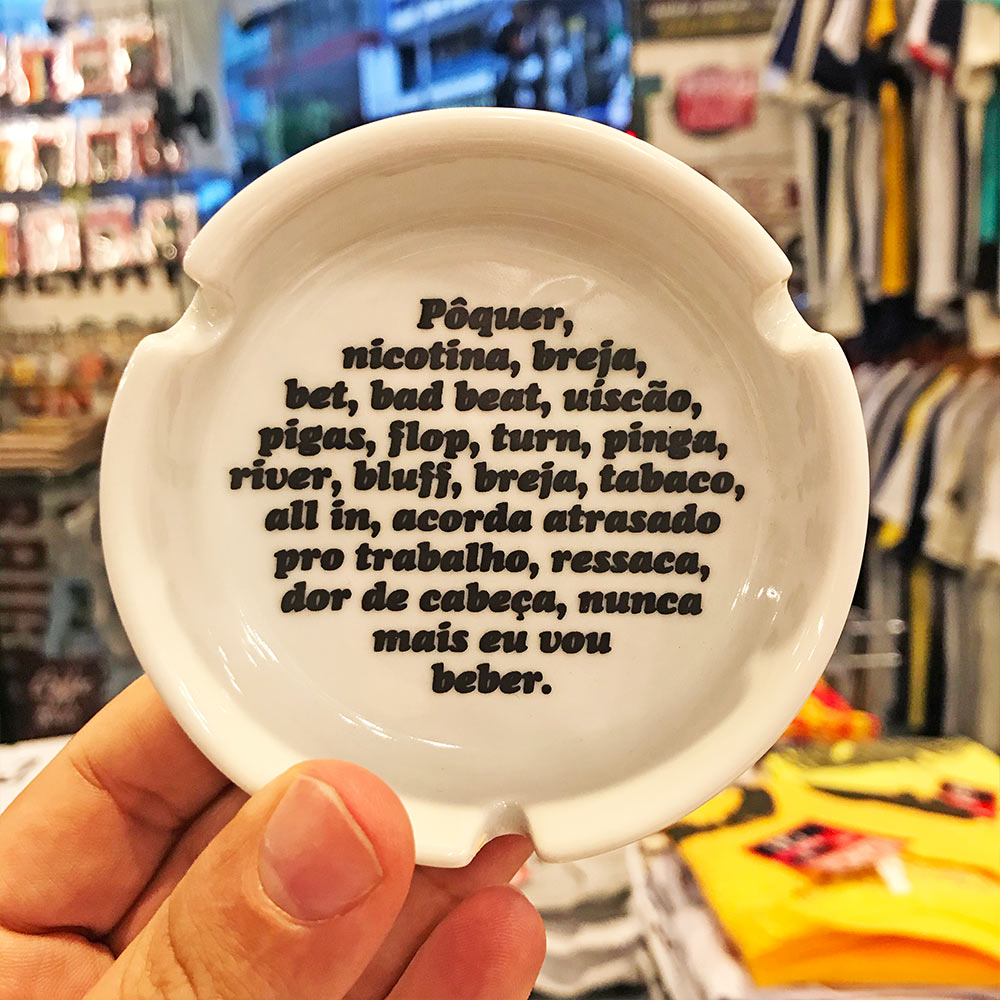 Pôquer,
nicotina, breja,
bet, bad beat, uíscão,
pigas, flop, turn, pinga,
river, bluff, breja, tabaco,
all in, acorda atrasado
pro trabalho, ressaca,
dor de cabeça, nunca
mais eu vou
beber.